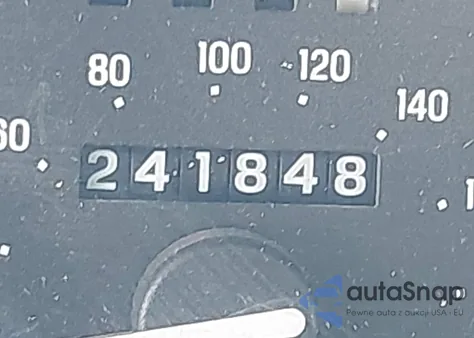 80 100 120
60 140
241848
autaSnap
Pewne auta z aukcji USA i EU